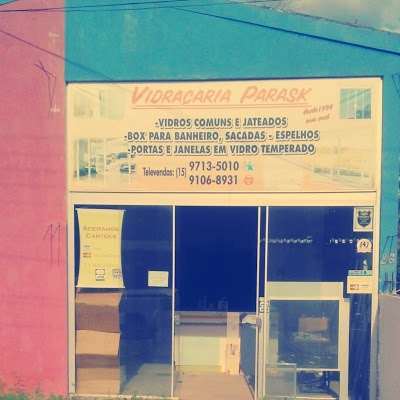 VIDRAÇARIA PARASK
desde 1994
-VIDROS COMUNS E JATEADOS
-BOX PARA BANHEIRO, SACADAS - ESPELHOS
-PORTAS E JANELAS EM VIDRO TEMPERADO
Televendas: (15) 9713-5010
9106-8931
ACEITAMOS
CARTÕES